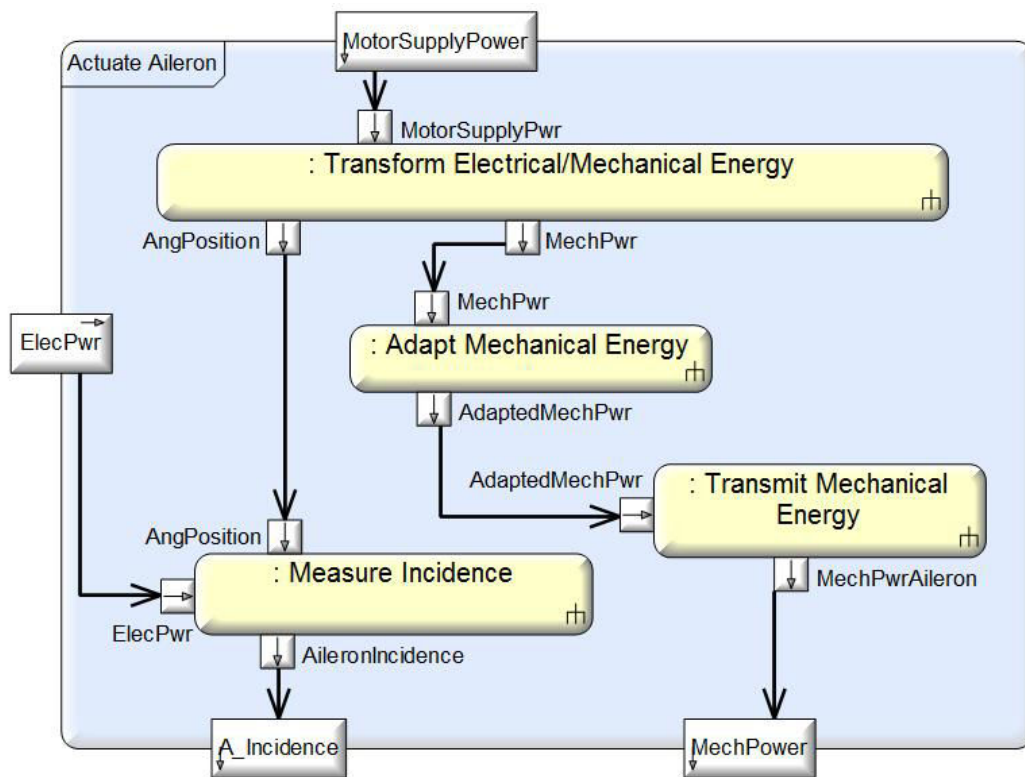 MotorSupplyPower
Actuate Aileron
MotorSupplyPwr
: Transform Electrical/Mechanical Energy
AngPosition
MechPwr
MechPwr
ElecPwr
: Adapt Mechanical Energy
AdaptedMechPwr
AdaptedMechPwr
: Transmit Mechanical
Energy
AngPosition
: Measure Incidence
MechPwrAileron
ElecPwr
AileronIncidence
A_Incidence
MechPower